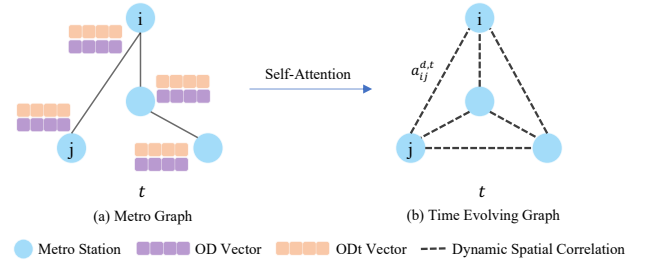 i
j
t
(a) Metro Graph
Self-Attention
i
a_{ij}^{d,t}
j
t
(b) Time Evolving Graph
Metro Station OD Vector ODt Vector Dynamic Spatial Correlation